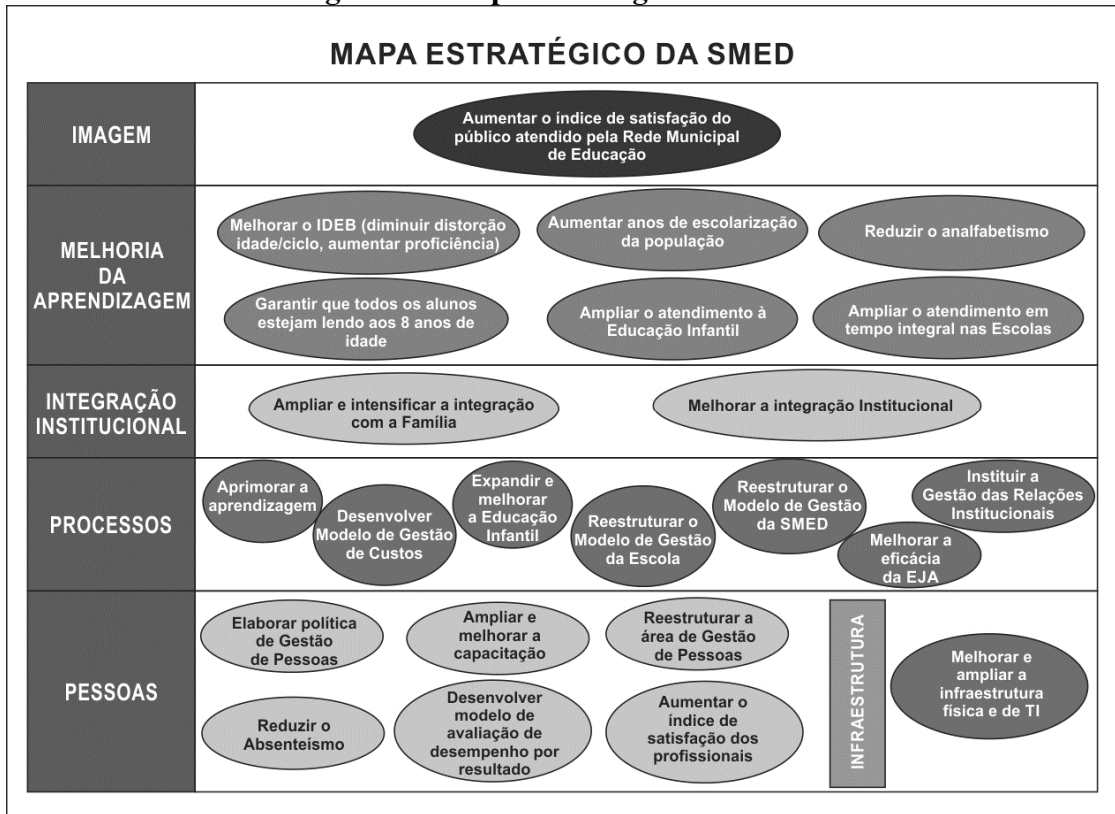 MAPA ESTRATÉGICO DA SMED
IMAGEM
Aumentar o índice de satisfação do
público atendido pela Rede Municipal
de Educação
MELHORIA
DA
APRENDIZAGEM
Melhorar o IDEB (diminuir distorção
idade/ciclo, aumentar proficiência)
Aumentar anos de escolarização
da população
Reduzir o analfabetismo
Garantir que todos os alunos
estejam lendo aos 8 anos de
idade
Ampliar o atendimento à
Educação Infantil
Ampliar o atendimento em
tempo integral nas Escolas
INTEGRAÇÃO
INSTITUCIONAL
Ampliar e intensificar a integração
com a Família
Melhorar a integração Institucional
PROCESSOS
Aprimorar a
aprendizagem
Desenvolver
Modelo de Gestão
de Custos
Expandir e
melhorar
a Educação
Infantil
Reestruturar o
Modelo de Gestão
da Escola
Reestruturar o
Modelo de Gestão
da SMED
Melhorar a
eficácia
da EJA
Instituir a
Gestão das Relações
Institucionais
PESSOAS
Elaborar política
de Gestão
de Pessoas
Ampliar e
melhorar a
capacitação
Reestruturar a
área de Gestão
de Pessoas
Reduzir o
Absenteísmo
Desenvolver
modelo de
avaliação de
desempenho por
resultado
Aumentar o
índice de
satisfação dos
profissionais
INFRAESTRUTURA
Melhorar e
ampliar a
infraestrutura
física e de TI